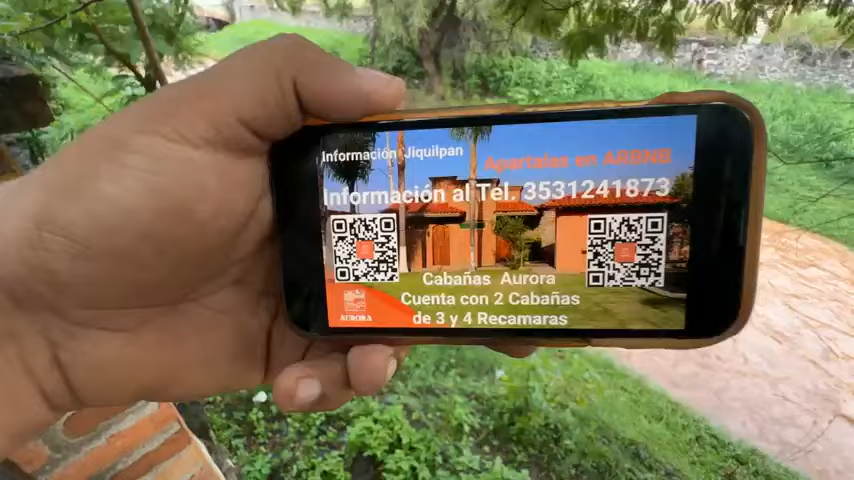 Información Jiquilpan
Apartalas en ARBNB
Información al Tel. 3531241873
Cabañas Aurora
Cuenta con 2 Cabañas
de 3 y 4 Recamaras
AURORA